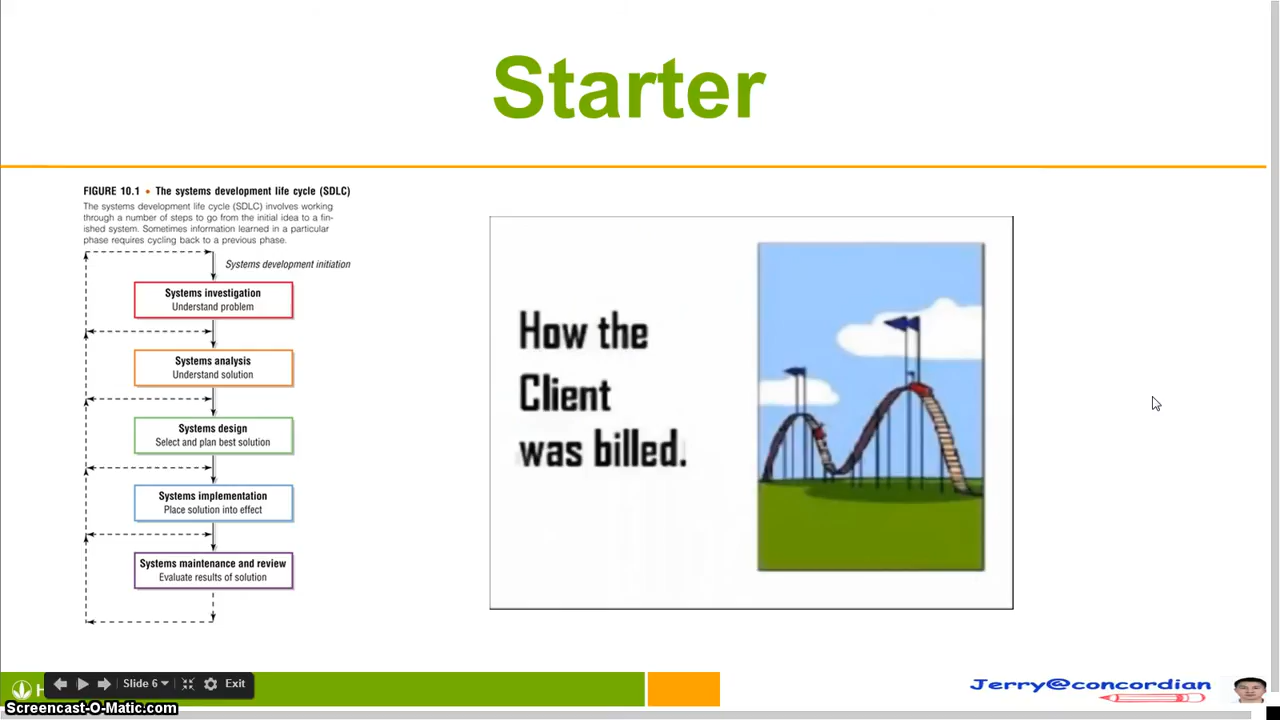 Starter
FIGURE 10.1 • The systems development life cycle (SDLC)
The systems development life cycle (SDLC) involves working
through a number of steps to go from the initial idea to a fin-
ished system. Sometimes information learned in a particular
phase requires cycling back to a previous phase.
Systems development initiation
Systems investigation
Understand problem
Systems analysis
Understand solution
Systems design
Select and plan best solution
Systems implementation
Place solution into effect
Systems maintenance and review
Evaluate results of solution
How the
Client
was billed.
Slide 6
Exit
Jerry@concordian
Screencast-O-Matic.com